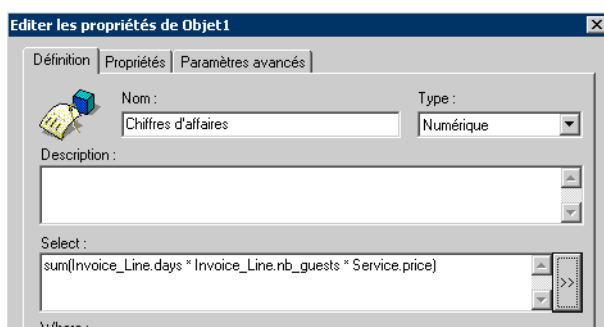 Editer les propriétés de Objet1
Définition Propriétés Paramètres avancés
Nom : Type :
Chiffres d'affaires Numérique
Description :
Select :
sum(Invoice_Line.days * Invoice_Line.nb_guests * Service.price)
>>
Where :